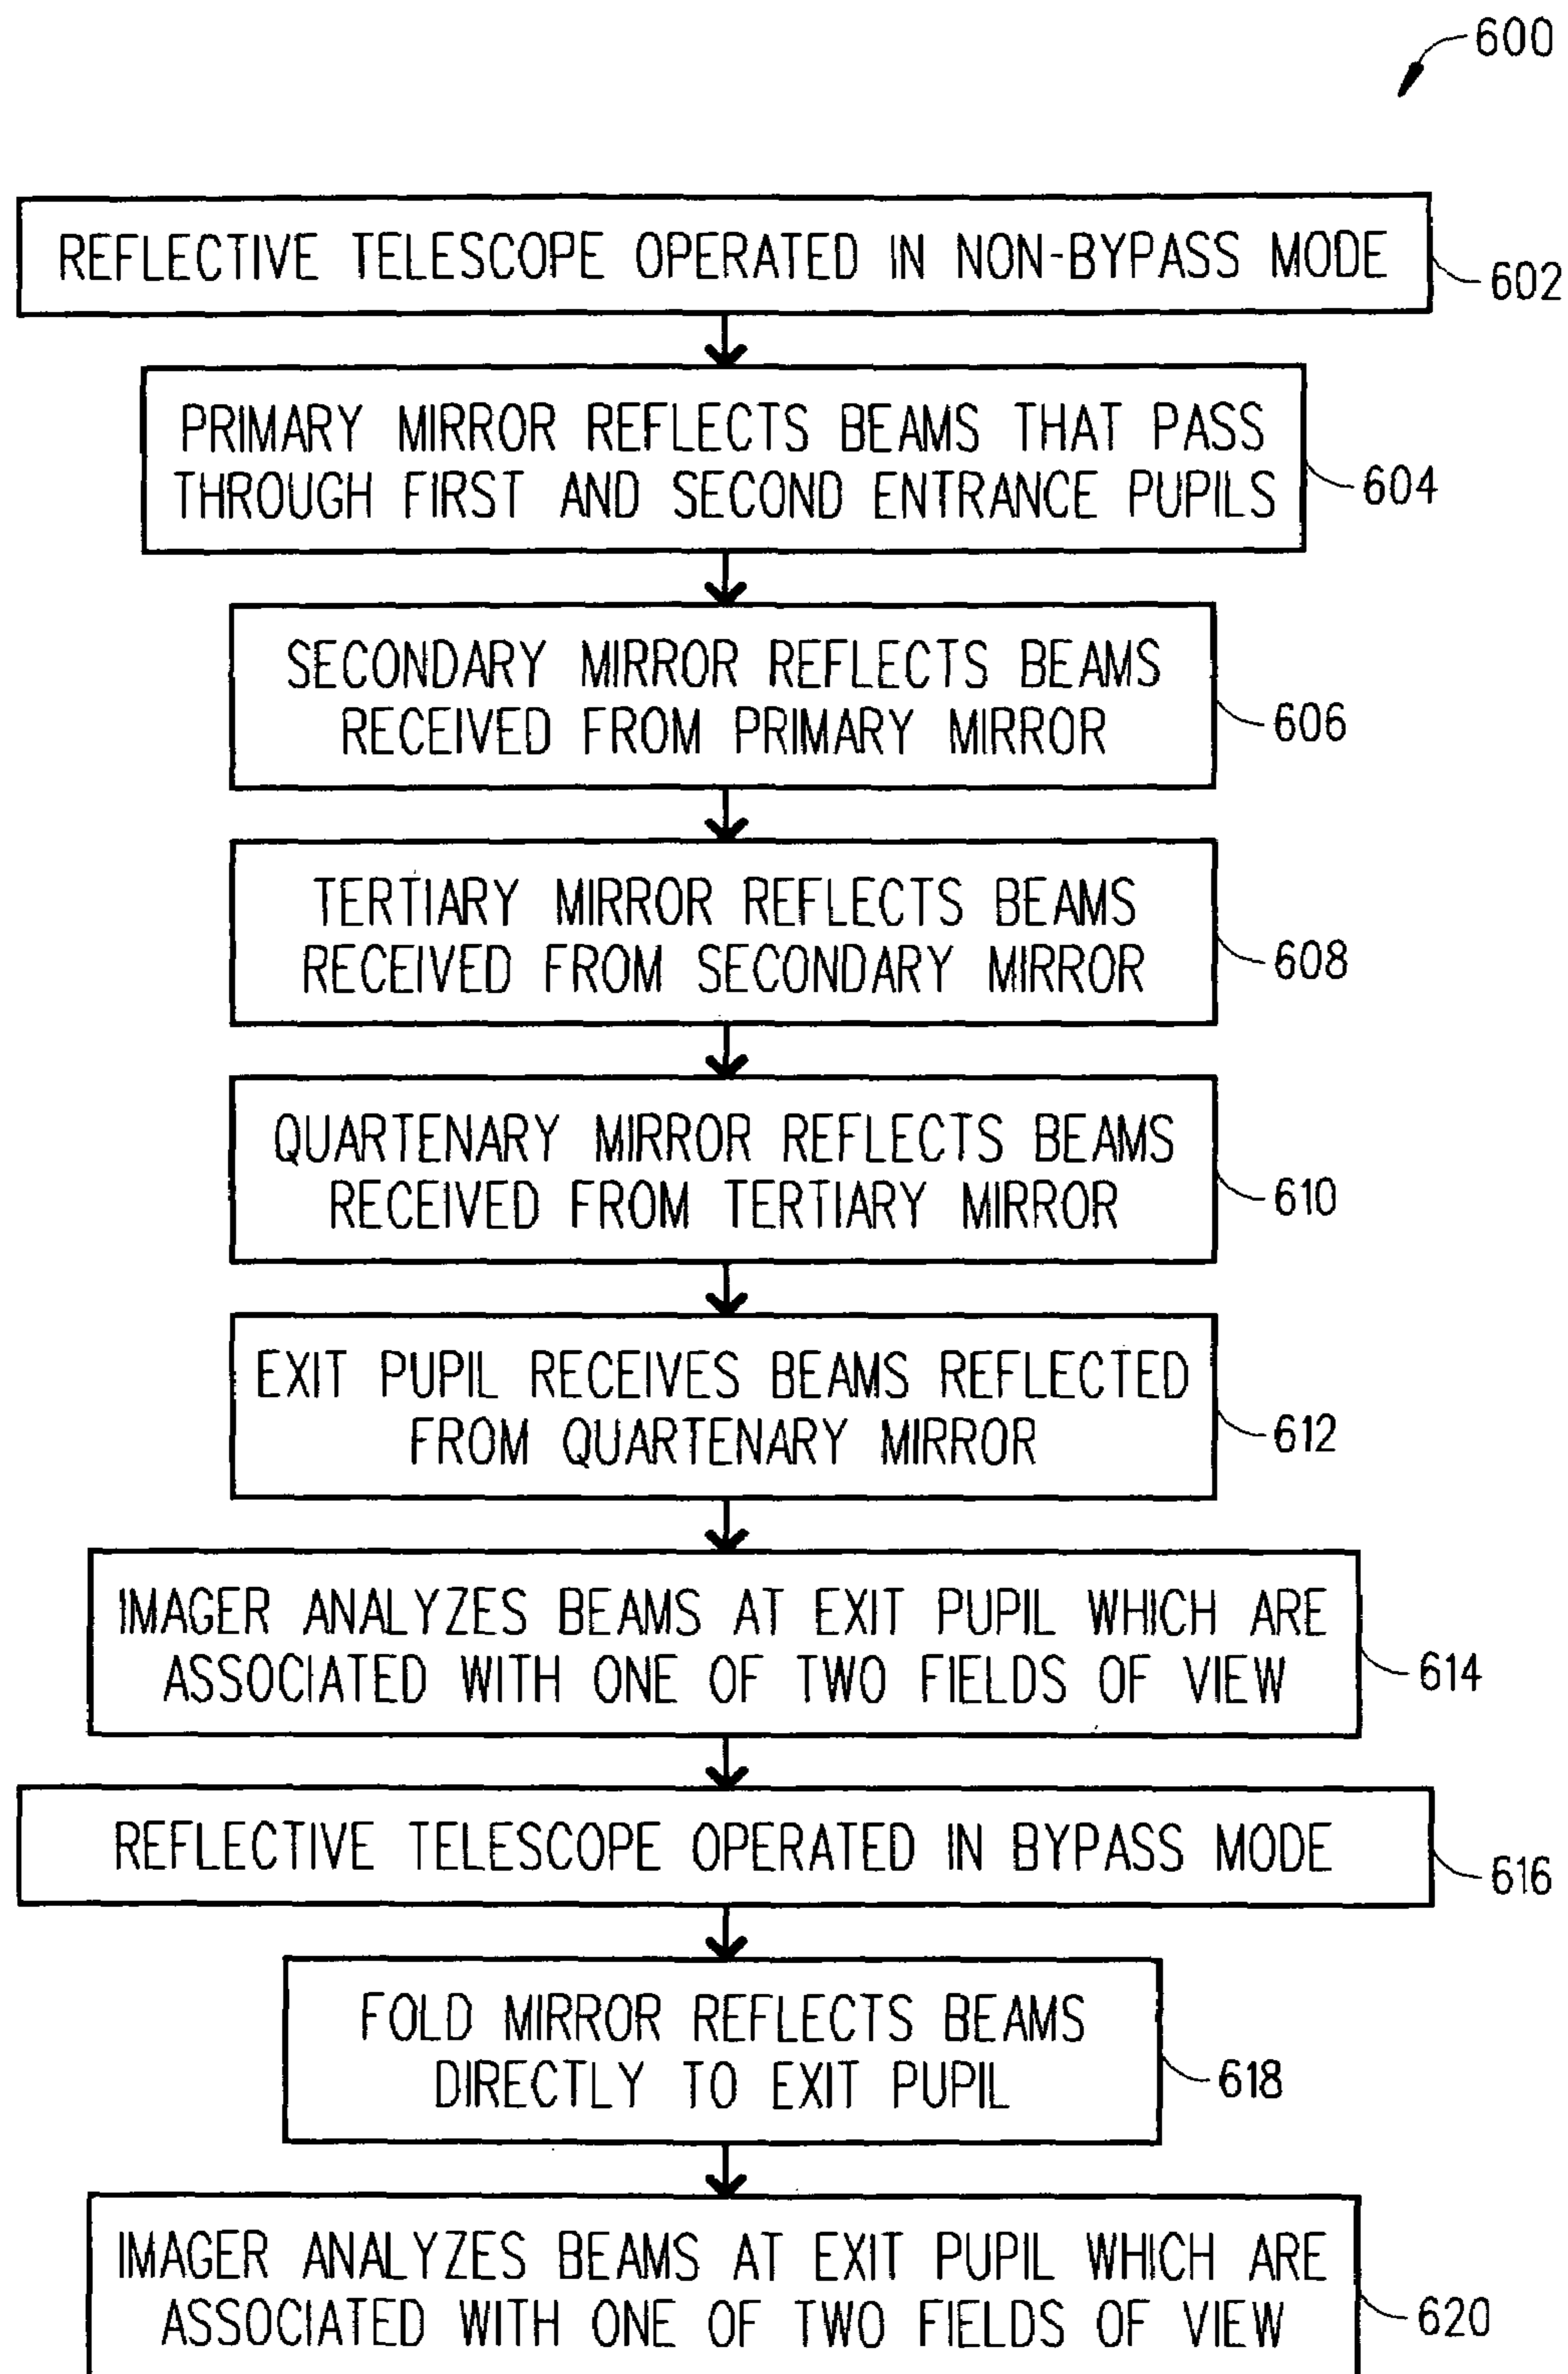 600
REFLECTIVE TELESCOPE OPERATED IN NON-BYPASS MODE
602
PRIMARY MIRROR REFLECTS BEAMS THAT PASS
THROUGH FIRST AND SECOND ENTRANCE PUPILS
604
SECONDARY MIRROR REFLECTS BEAMS
RECEIVED FROM PRIMARY MIRROR
606
TERTIARY MIRROR REFLECTS BEAMS
RECEIVED FROM SECONDARY MIRROR
608
QUARTENARY MIRROR REFLECTS BEAMS
RECEIVED FROM TERTIARY MIRROR
610
EXIT PUPIL RECEIVES BEAMS REFLECTED
FROM QUARTENARY MIRROR
612
IMAGER ANALYZES BEAMS AT EXIT PUPIL WHICH ARE
ASSOCIATED WITH ONE OF TWO FIELDS OF VIEW
614
REFLECTIVE TELESCOPE OPERATED IN BYPASS MODE
616
FOLD MIRROR REFLECTS BEAMS
DIRECTLY TO EXIT PUPIL
618
IMAGER ANALYZES BEAMS AT EXIT PUPIL WHICH ARE
ASSOCIATED WITH ONE OF TWO FIELDS OF VIEW
620